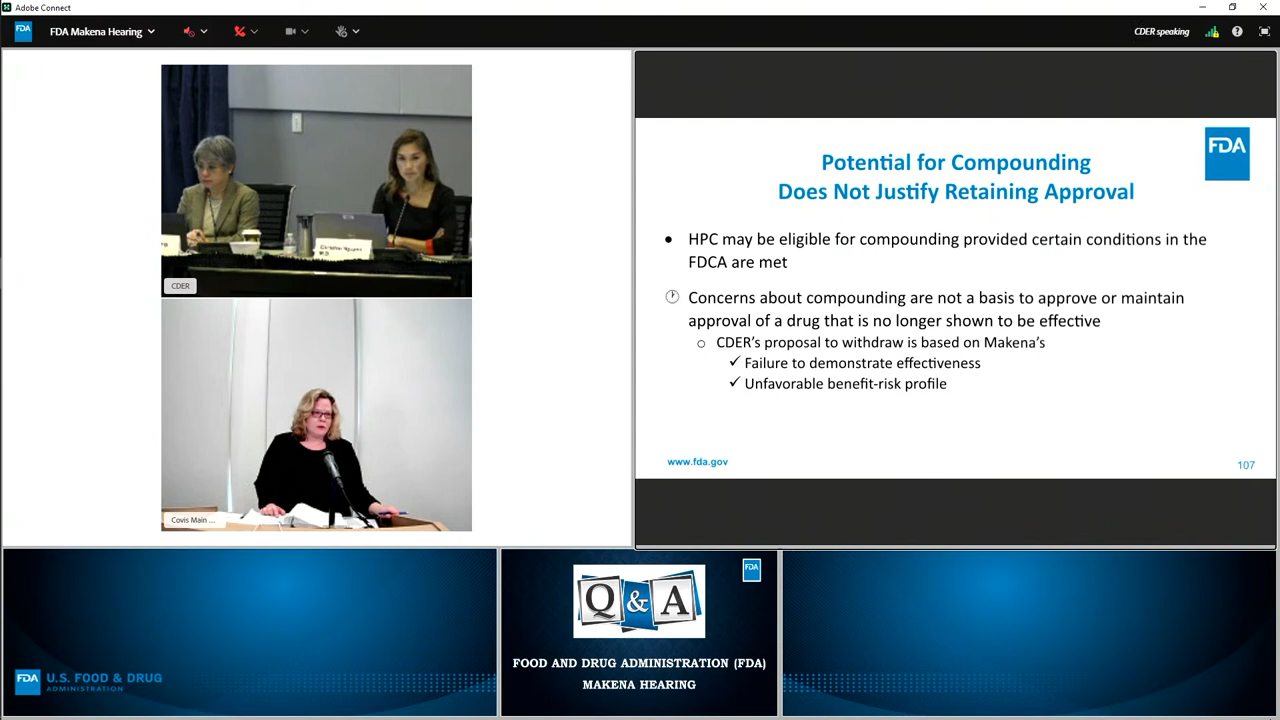 Adobe Connect
FDA
FDA Makena Hearing
CDER speaking
CDER
Covis Main ...
FDA
Potential for Compounding
Does Not Justify Retaining Approval
● HPC may be eligible for compounding provided certain conditions in the
FDCA are met
Concerns about compounding are not a basis to approve or maintain
approval of a drug that is no longer shown to be effective
o CDER's proposal to withdraw is based on Makena's
✓ Failure to demonstrate effectiveness
✓ Unfavorable benefit-risk profile
www.fda.gov
107
FDA
Q & A
FOOD AND DRUG ADMINISTRATION (FDA)
MAKENA HEARING
FDA U.S. FOOD & DRUG
ADMINISTRATION